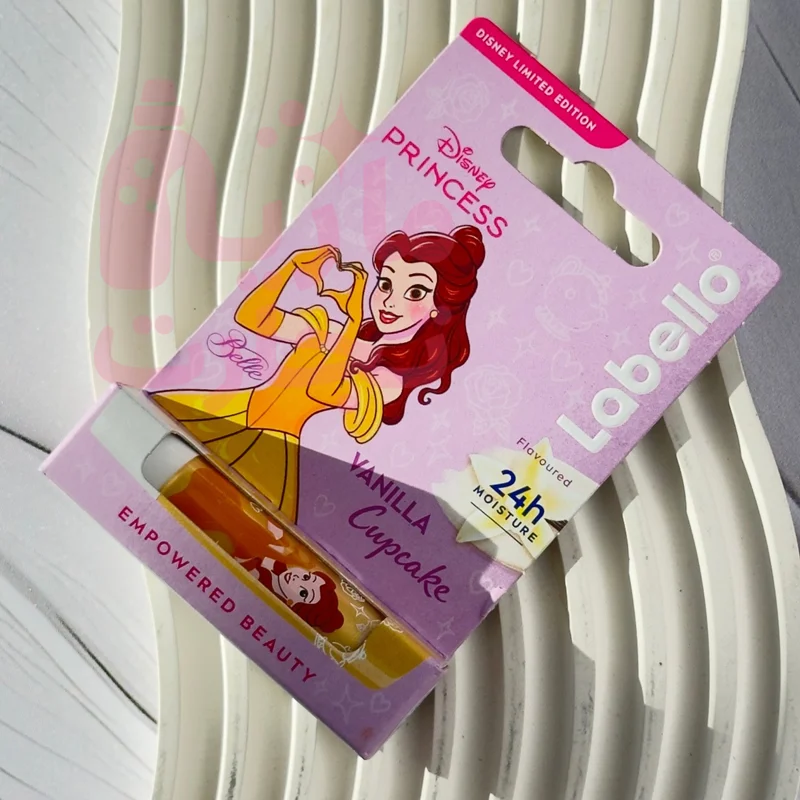 DISNEY LIMITED EDITION
Disney
PRINCESS
Labello®
Belle
Flavoured
24h
MOISTURE
VANILLA
Cupcake
EMPOWERED BEAUTY